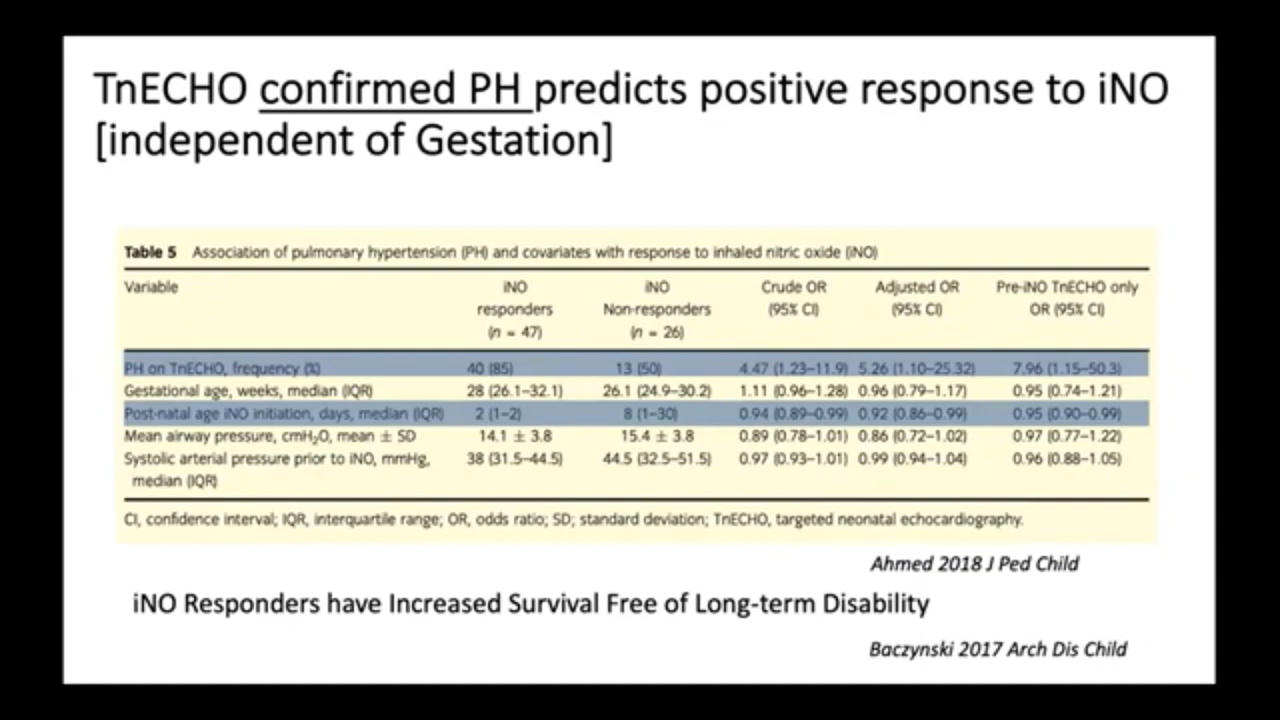 TnECHO confirmed PH predicts positive response to iNO
[independent of Gestation]
Table 5 Association of pulmonary hypertension (PH) and covariates with response to inhaled nitric oxide (iNO)
Variable iNO responders (n = 47) iNO Non-responders (n = 26) Crude OR (95% CI) Adjusted OR (95% CI) Pre-iNO TnECHO only OR (95% CI)
PH on TnECHO, frequency (%) 40 (85) 13 (50) 4.47 (1.23–11.9) 5.26 (1.10–25.32) 7.96 (1.15–50.3)
Gestational age, weeks, median (IQR) 28 (26.1–32.1) 26.1 (24.9–30.2) 1.11 (0.96–1.28) 0.96 (0.79–1.17) 0.95 (0.74–1.21)
Post-natal age iNO initiation, days, median (IQR) 2 (1–2) 8 (1–30) 0.94 (0.89–0.99) 0.92 (0.86–0.99) 0.95 (0.90–0.99)
Mean airway pressure, cmH₂O, mean ± SD 14.1 ± 3.8 15.4 ± 3.8 0.89 (0.78–1.01) 0.86 (0.72–1.02) 0.97 (0.77–1.22)
Systolic arterial pressure prior to iNO, mmHg, 38 (31.5–44.5) 44.5 (32.5–51.5) 0.97 (0.93–1.01) 0.99 (0.94–1.04) 0.96 (0.88–1.05)
median (IQR)
CI, confidence interval; IQR, interquartile range; OR, odds ratio; SD; standard deviation; TnECHO, targeted neonatal echocardiography.
Ahmed 2018 J Ped Child
iNO Responders have Increased Survival Free of Long-term Disability
Baczynski 2017 Arch Dis Child